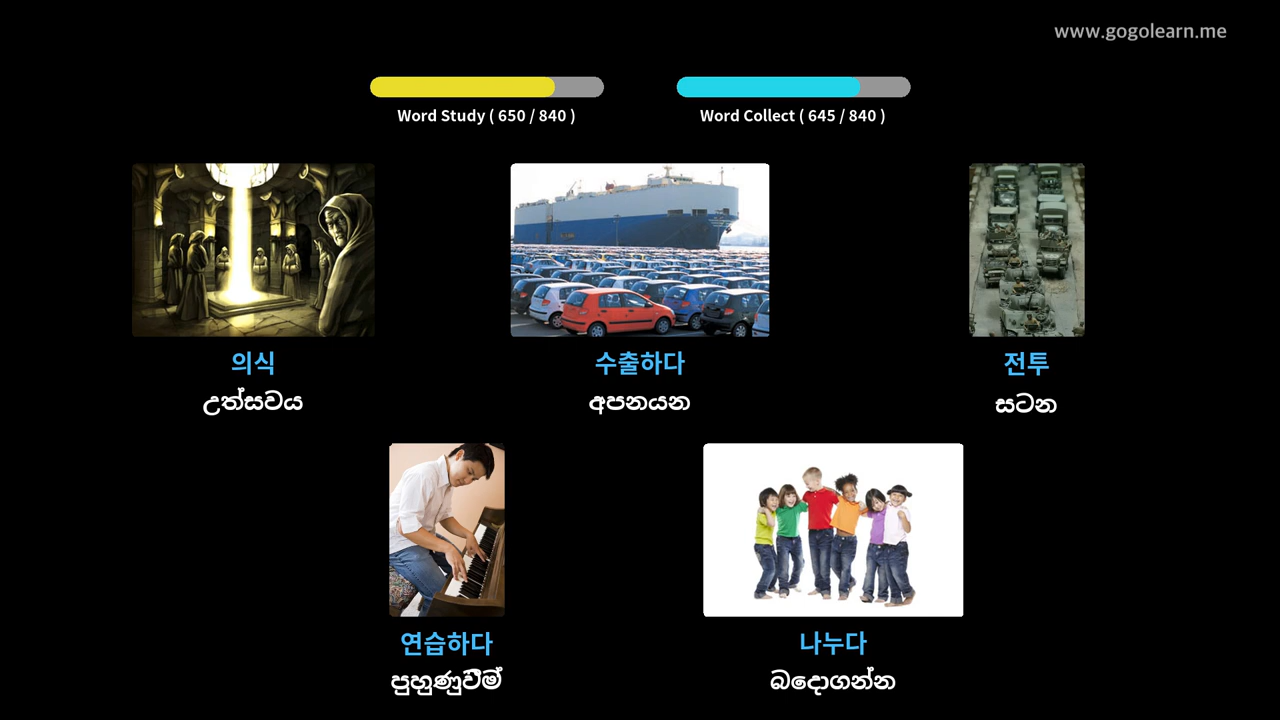 www.gogolearn.me
Word Study ( 650 / 840 )
Word Collect ( 645 / 840 )
의식
උත්සවය
수출하다
අපනයන
전투
සටන
연습하다
පුහුණුවීම්
나누다
බදොගන්න